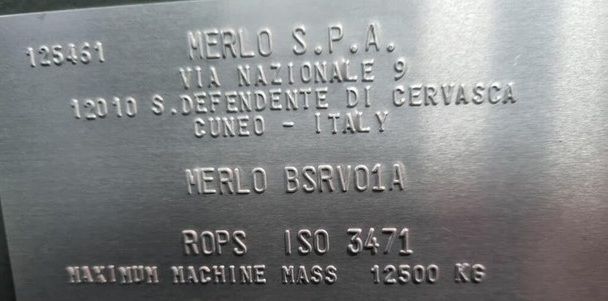 125461 MERLO S.P.A.
VIA NAZIONALE 9
12010 S.DEFENDENTE DI CERVASCA
CUNEO - ITALY
MERLO BSRV01A
ROPS ISO 3471
MAXIMUM MACHINE MASS 12500 KG